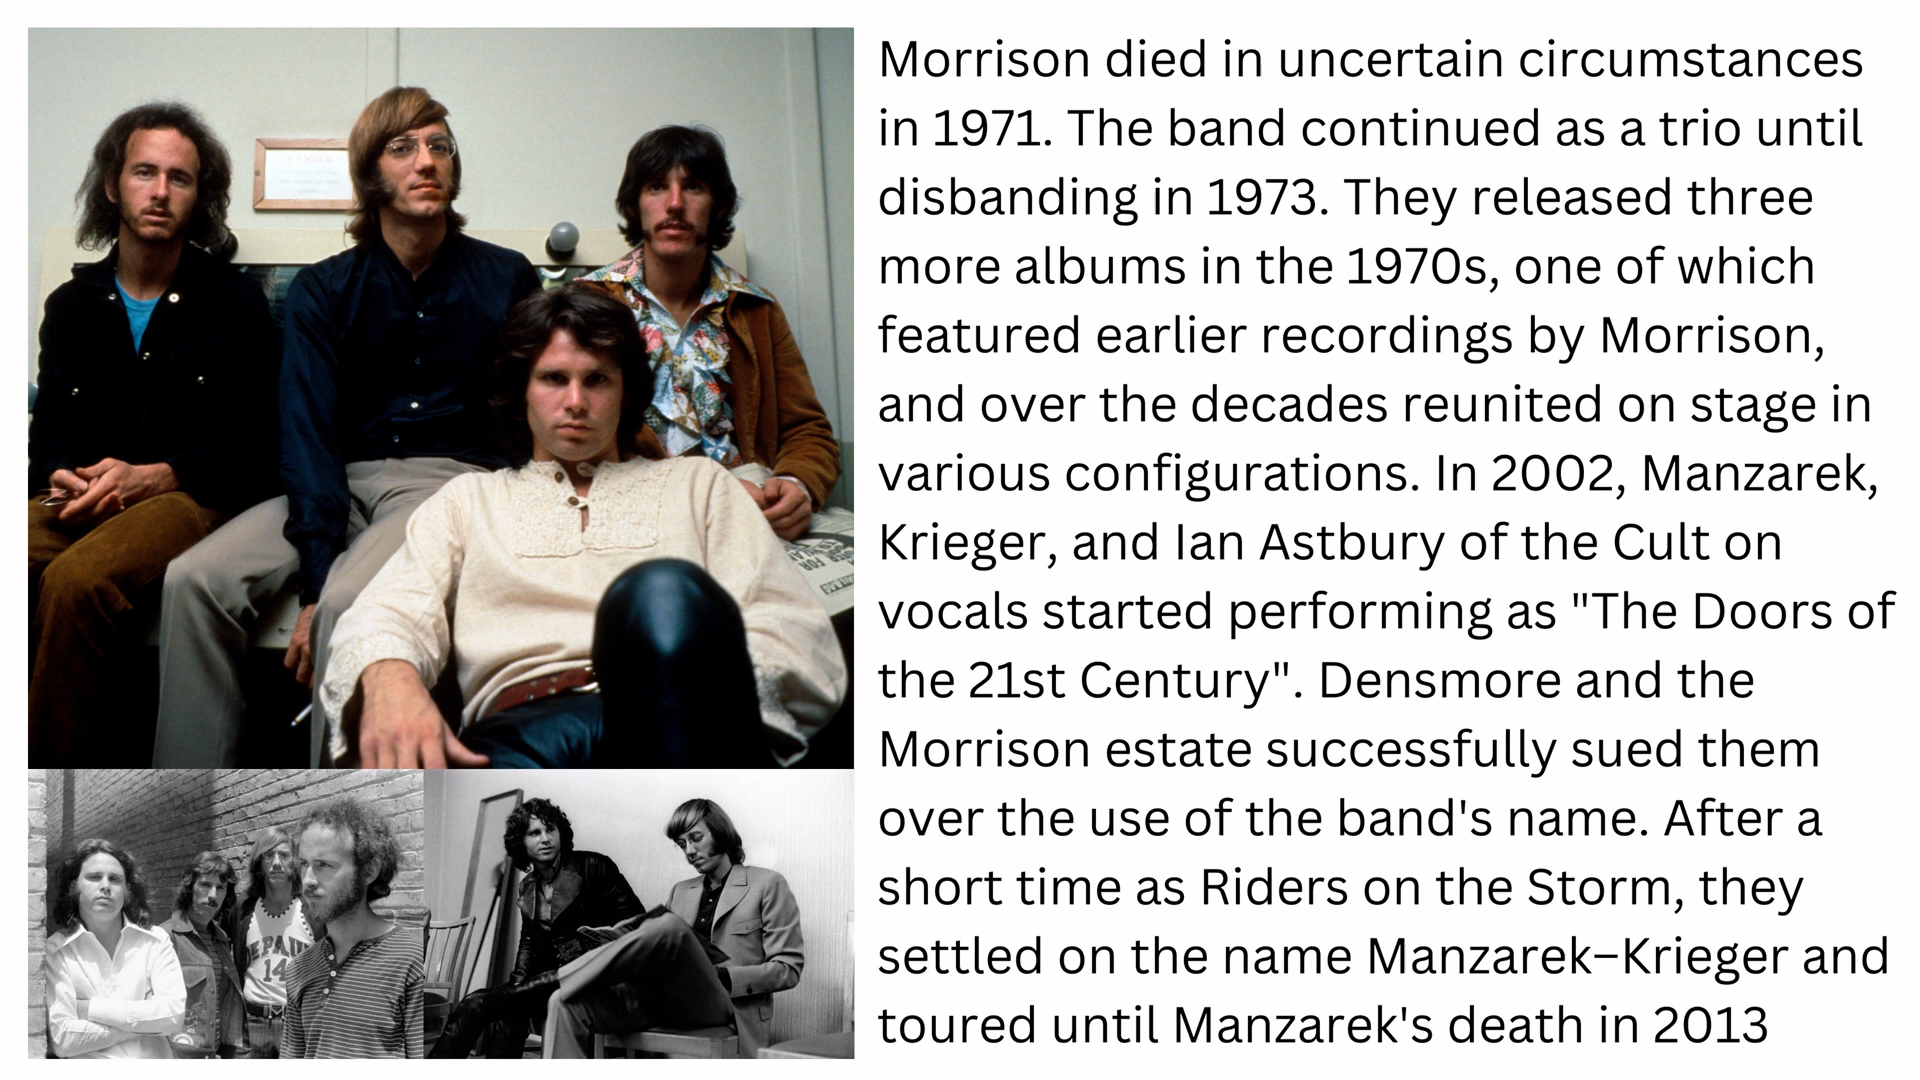 Morrison died in uncertain circumstances
in 1971. The band continued as a trio until
disbanding in 1973. They released three
more albums in the 1970s, one of which
featured earlier recordings by Morrison,
and over the decades reunited on stage in
various configurations. In 2002, Manzarek,
Krieger, and Ian Astbury of the Cult on
vocals started performing as "The Doors of
the 21st Century". Densmore and the
Morrison estate successfully sued them
over the use of the band's name. After a
short time as Riders on the Storm, they
settled on the name Manzarek–Krieger and
toured until Manzarek's death in 2013
14